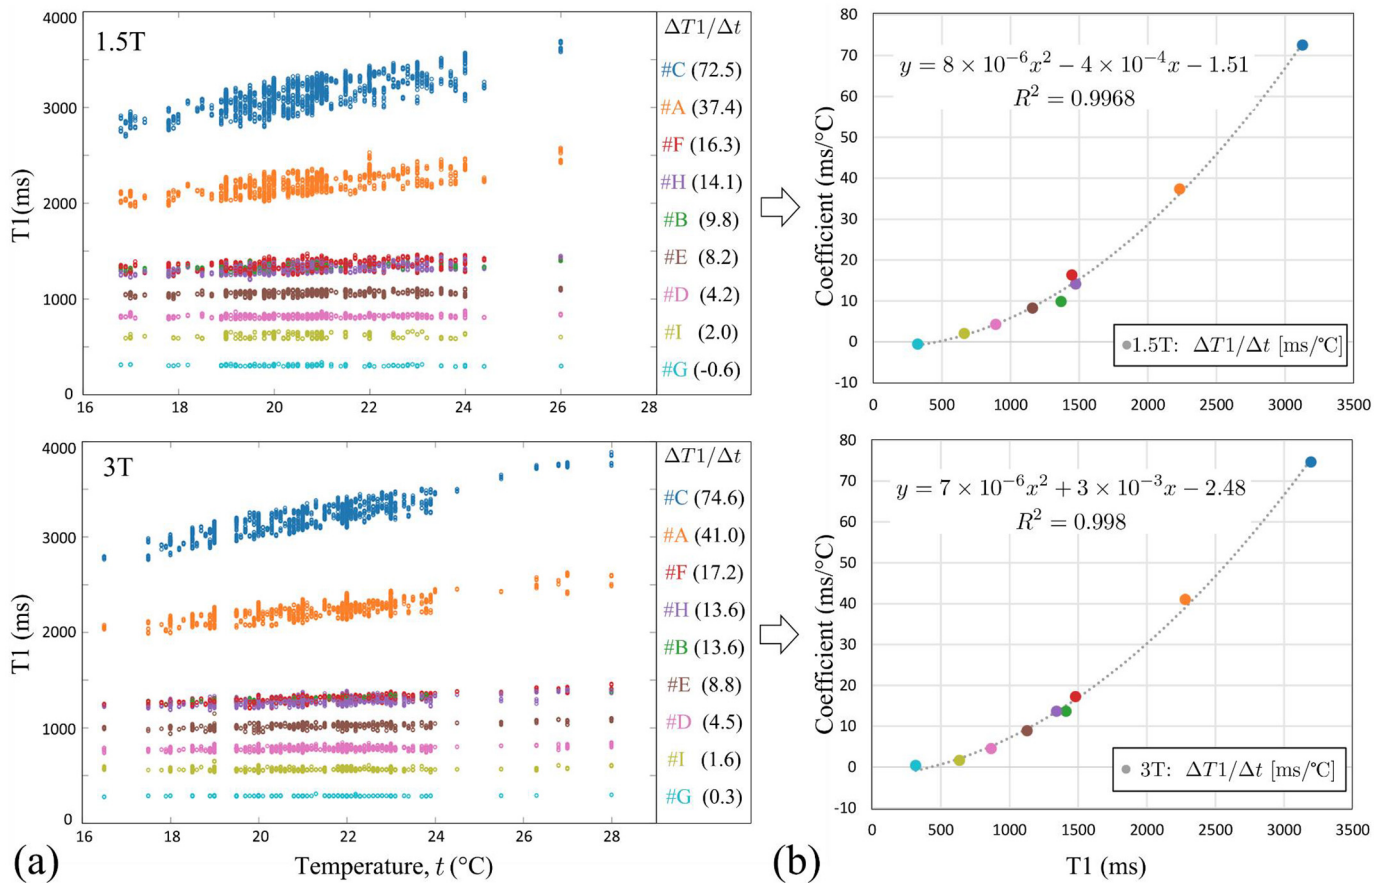 1.5T
T1(ms)
4000
3000
2000
1000
0
16
18
20
22
24
26
28
ΔT1/Δt
#C (72.5)
#A (37.4)
#F (16.3)
#H (14.1)
#B (9.8)
#E (8.2)
#D (4.2)
#I (2.0)
#G (-0.6)
Coefficient (ms/°C)
80
70
60
50
40
30
20
10
0
-10
y = 8 × 10⁻⁶x² − 4 × 10⁻⁴x − 1.51
R² = 0.9968
1.5T: ΔT1/Δt [ms/°C]
0
500
1000
1500
2000
2500
3000
3500
3T
T1 (ms)
4000
3000
2000
1000
0
16
18
20
22
24
26
28
Temperature, t (°C)
ΔT1/Δt
#C (74.6)
#A (41.0)
#F (17.2)
#H (13.6)
#B (13.6)
#E (8.8)
#D (4.5)
#I (1.6)
#G (0.3)
(a)
Coefficient (ms/°C)
80
70
60
50
40
30
20
10
0
-10
y = 7 × 10⁻⁶x² + 3 × 10⁻³x − 2.48
R² = 0.998
3T: ΔT1/Δt [ms/°C]
0
500
1000
1500
2000
2500
3000
3500
T1 (ms)
(b)